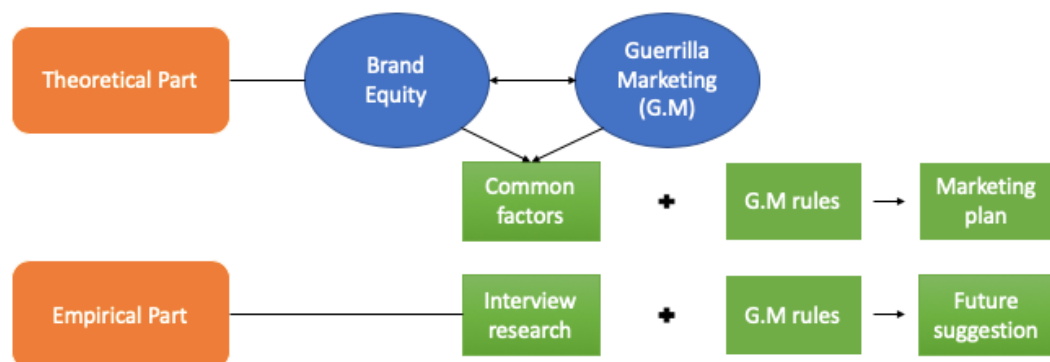 Theoretical Part
Brand
Equity
Guerrilla
Marketing
(G.M)
Common
factors
G.M rules
Marketing
plan
Empirical Part
Interview
research
G.M rules
Future
suggestion